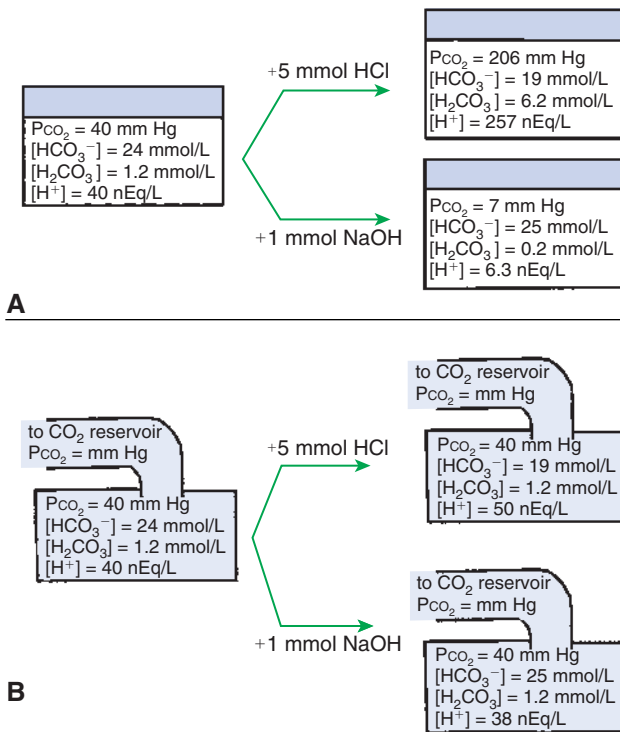 +5 mmol HCl
PCO₂ = 206 mm Hg
[HCO₃⁻] = 19 mmol/L
[H₂CO₃] = 6.2 mmol/L
[H⁺] = 257 nEq/L
PCO₂ = 40 mm Hg
[HCO₃⁻] = 24 mmol/L
[H₂CO₃] = 1.2 mmol/L
[H⁺] = 40 nEq/L
+1 mmol NaOH
PCO₂ = 7 mm Hg
[HCO₃⁻] = 25 mmol/L
[H₂CO₃] = 0.2 mmol/L
[H⁺] = 6.3 nEq/L
A
to CO₂ reservoir
PCO₂ = mm Hg
PCO₂ = 40 mm Hg
[HCO₃⁻] = 24 mmol/L
[H₂CO₃] = 1.2 mmol/L
[H⁺] = 40 nEq/L
+5 mmol HCl
to CO₂ reservoir
PCO₂ = mm Hg
PCO₂ = 40 mm Hg
[HCO₃⁻] = 19 mmol/L
[H₂CO₃] = 1.2 mmol/L
[H⁺] = 50 nEq/L
+1 mmol NaOH
to CO₂ reservoir
PCO₂ = mm Hg
PCO₂ = 40 mm Hg
[HCO₃⁻] = 25 mmol/L
[H₂CO₃] = 1.2 mmol/L
[H⁺] = 38 nEq/L
B